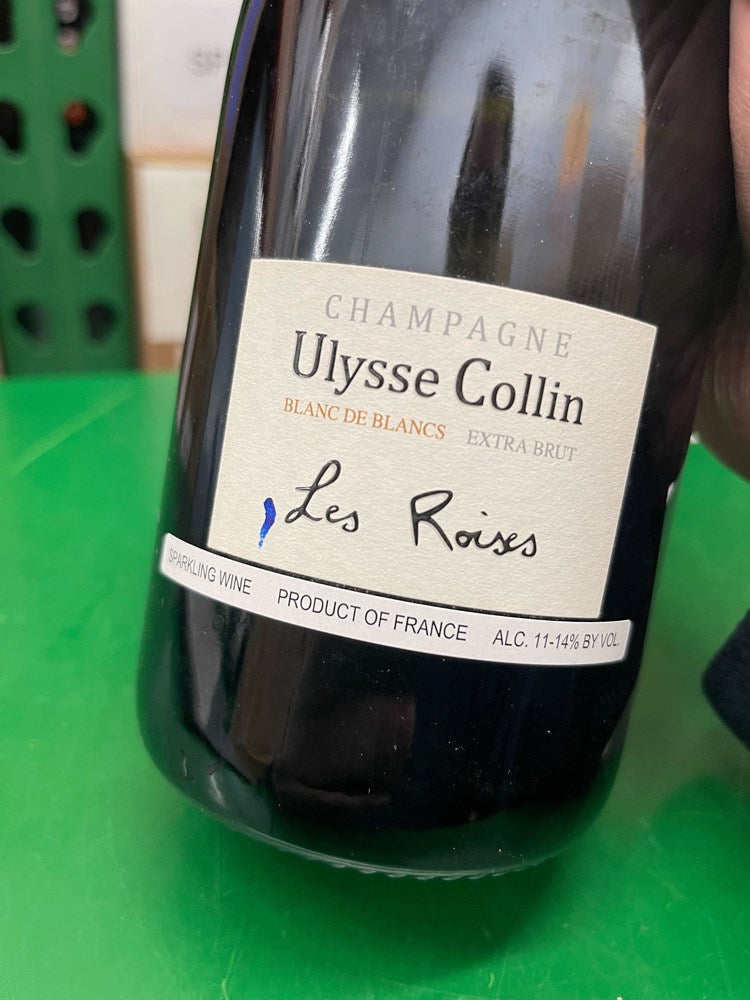 CHAMPAGNE
Ulysse Collin
BLANC DE BLANCS EXTRA BRUT
Les Roises
SPARKLING WINE PRODUCT OF FRANCE ALC. 11-14% BY VOL.
SP